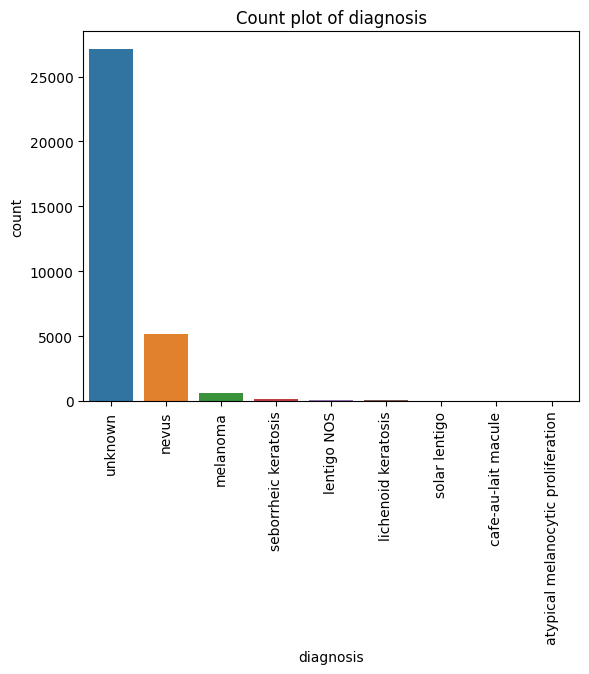 Count plot of diagnosis
count
25000
20000
15000
10000
5000
0
unknown
nevus
melanoma
seborrheic keratosis
lentigo NOS
lichenoid keratosis
solar lentigo
cafe-au-lait macule
atypical melanocytic proliferation
diagnosis